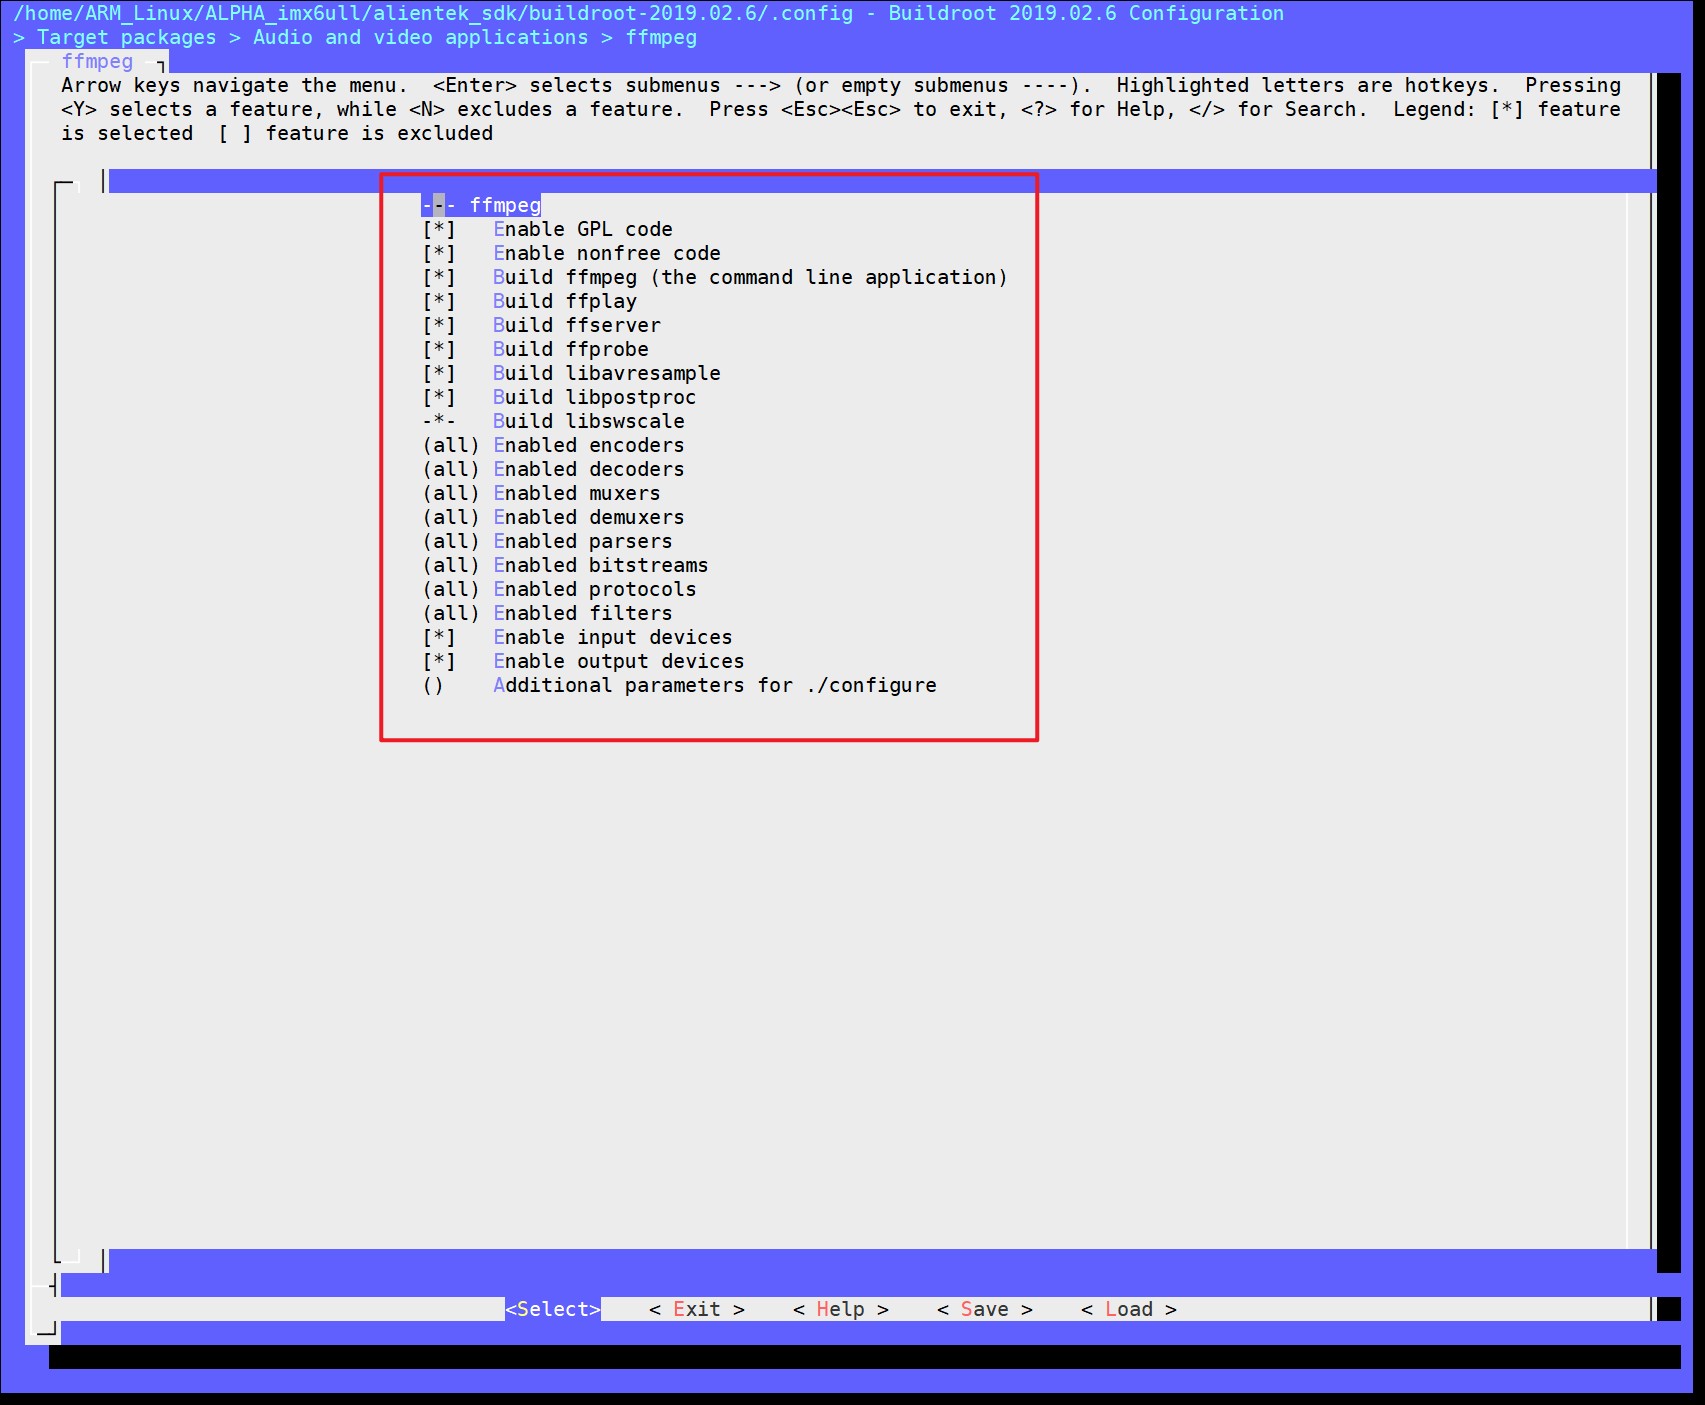 /home/ARM_Linux/ALPHA_imx6ull/alientek_sdk/buildroot-2019.02.6/.config - Buildroot 2019.02.6 Configuration
> Target packages > Audio and video applications > ffmpeg
ffmpeg
Arrow keys navigate the menu.  <Enter> selects submenus ---> (or empty submenus ----).  Highlighted letters are hotkeys.  Pressing
<Y> selects a feature, while <N> excludes a feature.  Press <Esc><Esc> to exit, <?> for Help, </> for Search.  Legend: [*] feature
is selected  [ ] feature is excluded
--- ffmpeg
[*]   Enable GPL code
[*]   Enable nonfree code
[*]   Build ffmpeg (the command line application)
[*]   Build ffplay
[*]   Build ffserver
[*]   Build ffprobe
[*]   Build libavresample
[*]   Build libpostproc
-*-   Build libswscale
(all) Enabled encoders
(all) Enabled decoders
(all) Enabled muxers
(all) Enabled demuxers
(all) Enabled parsers
(all) Enabled bitstreams
(all) Enabled protocols
(all) Enabled filters
[*]   Enable input devices
[*]   Enable output devices
()    Additional parameters for ./configure
<Select>    < Exit >    < Help >    < Save >    < Load >